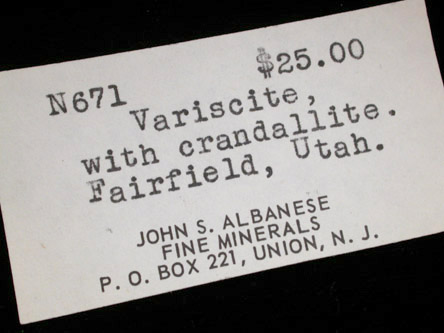 N671 $25.00
Variscite,
with crandallite.
Fairfield, Utah.
JOHN S. ALBANESE
FINE MINERALS
P. O. BOX 221, UNION, N. J.